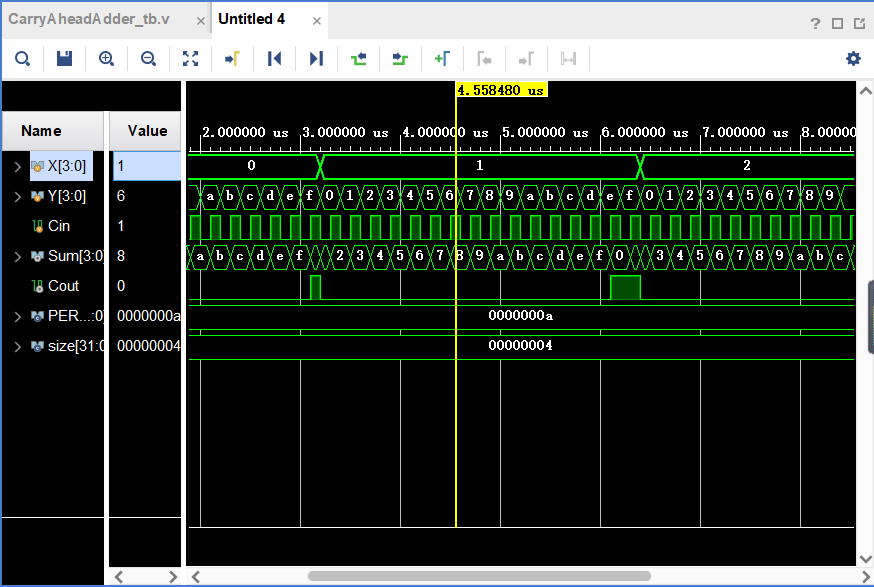 CarryAheadAdder_tb.v × Untitled 4 ×
?
4.558480 us
Name Value 2.000000 us 3.000000 us 4.000000 us 5.000000 us 6.000000 us 7.000000 us 8.00000
X[3:0] 1 0 1 2
Y[3:0] 6 a b c d e f 0 1 2 3 4 5 6 7 8 9 a b c d e f 0 1 2 3 4 5 6 7 8 9
Cin 1
Sum[3:0] 8 a b c d e f 2 3 4 5 6 7 8 9 a b c d e f 0 3 4 5 6 7 8 9 a b c
Cout 0
PER...:0] 0000000a 0000000a
size[31:0 00000004 00000004